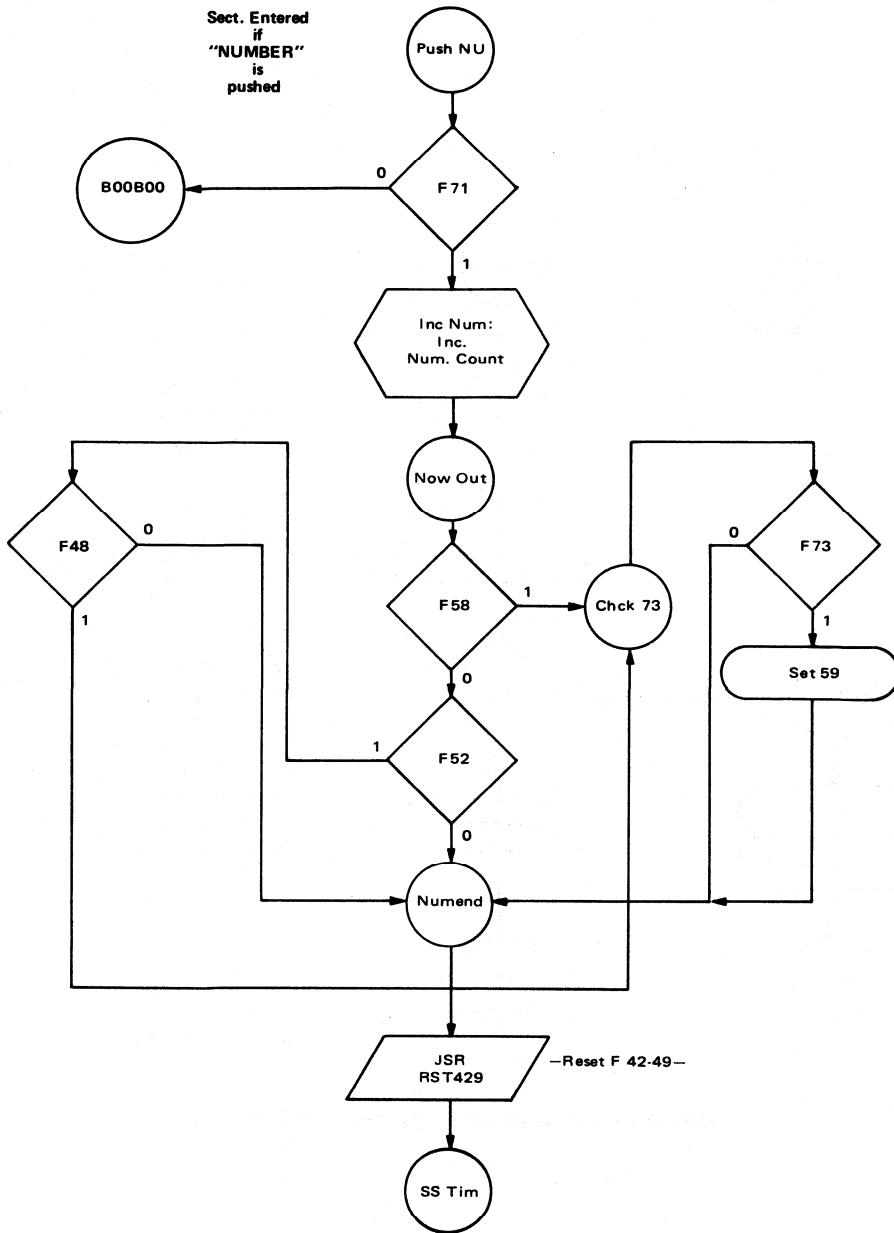 Sect. Entered
if
"NUMBER"
is
pushed
Push NU
0
B00B00
F71
1
Inc Num:
Inc.
Num. Count
Now Out
F48
0
1
F58
1
0
Chck 73
0
F73
1
Set 59
1
F52
0
Numend
JSR
RST429
—Reset F 42-49—
SS Tim